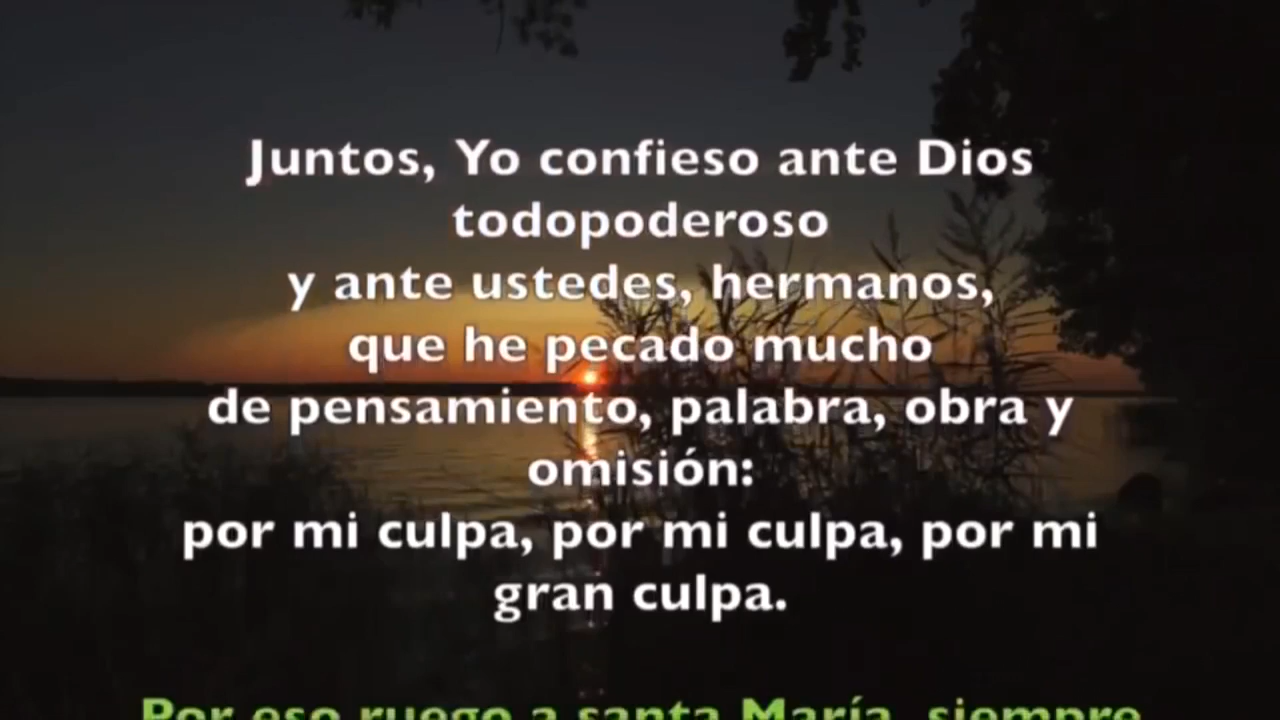 Juntos, Yo confieso ante Dios
todopoderoso
y ante ustedes, hermanos,
que he pecado mucho
de pensamiento, palabra, obra y
omisión:
por mi culpa, por mi culpa, por mi
gran culpa.
Por eso ruego a santa María, siempre